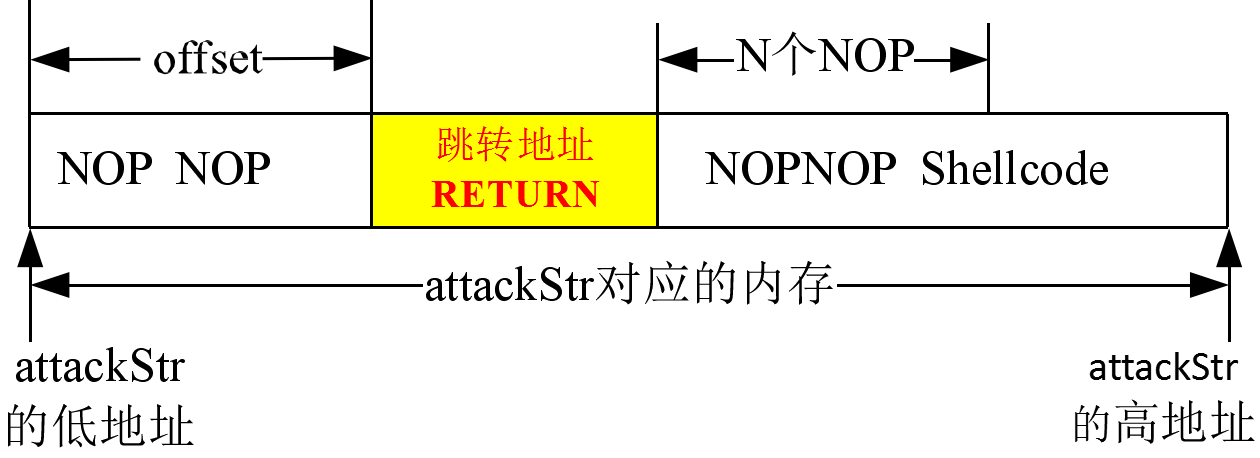 offset
N个NOP
NOP NOP
跳转地址
RETURN
NOPNOP Shellcode
attackStr对应的内存
attackStr
的低地址
attackStr
的高地址